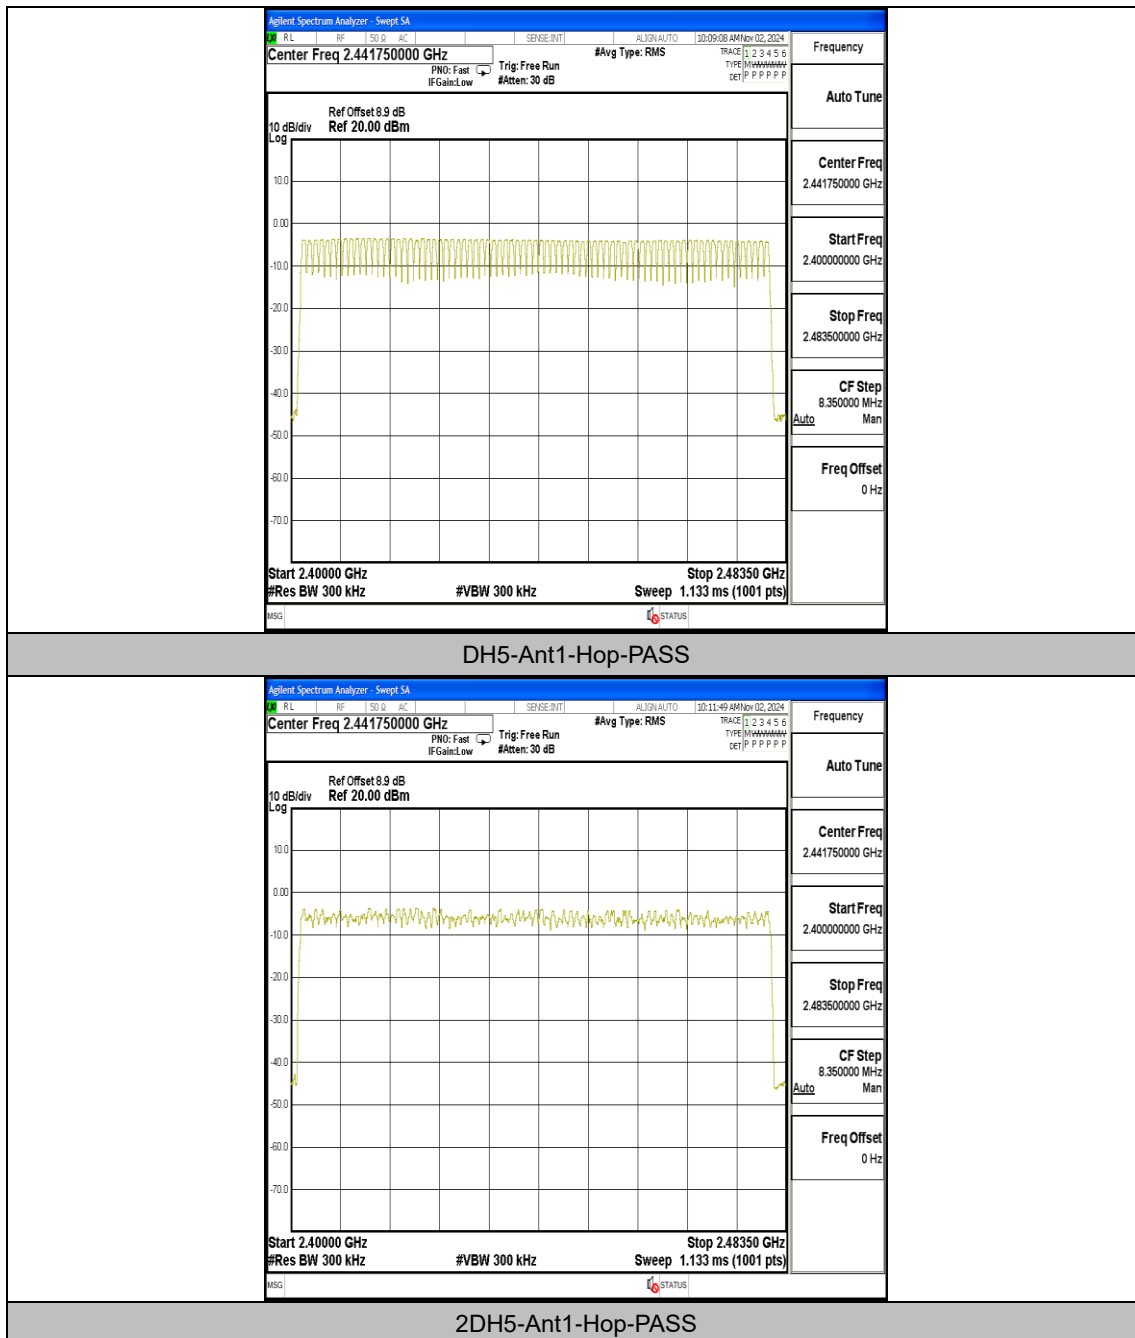 Agilent Spectrum Analyzer - Swept SA
RL RF 50 Ω AC SENSE:INT ALIGN AUTO 10:09:08 AM Nov 02, 2024
Center Freq 2.441750000 GHz #Avg Type: RMS TRACE 1 2 3 4 5 6
PNO: Fast Trig: Free Run TYPE M
IFGain:Low #Atten: 30 dB DET P P P P P P
Frequency
Auto Tune
Ref Offset 8.9 dB
10 dB/div Ref 20.00 dBm
Log
10.0
0.00
-10.0
-20.0
-30.0
-40.0
-50.0
-60.0
-70.0
Center Freq
2.441750000 GHz
Start Freq
2.400000000 GHz
Stop Freq
2.483500000 GHz
CF Step
8.350000 MHz
Auto Man
Freq Offset
0 Hz
Start 2.40000 GHz Stop 2.48350 GHz
#Res BW 300 kHz #VBW 300 kHz Sweep 1.133 ms (1001 pts)
MSG STATUS
DH5-Ant1-Hop-PASS
Agilent Spectrum Analyzer - Swept SA
RL RF 50 Ω AC SENSE:INT ALIGN AUTO 10:11:49 AM Nov 02, 2024
Center Freq 2.441750000 GHz #Avg Type: RMS TRACE 1 2 3 4 5 6
PNO: Fast Trig: Free Run TYPE M
IFGain:Low #Atten: 30 dB DET P P P P P P
Frequency
Auto Tune
Ref Offset 8.9 dB
10 dB/div Ref 20.00 dBm
Log
10.0
0.00
-10.0
-20.0
-30.0
-40.0
-50.0
-60.0
-70.0
Center Freq
2.441750000 GHz
Start Freq
2.400000000 GHz
Stop Freq
2.483500000 GHz
CF Step
8.350000 MHz
Auto Man
Freq Offset
0 Hz
Start 2.40000 GHz Stop 2.48350 GHz
#Res BW 300 kHz #VBW 300 kHz Sweep 1.133 ms (1001 pts)
MSG STATUS
2DH5-Ant1-Hop-PASS